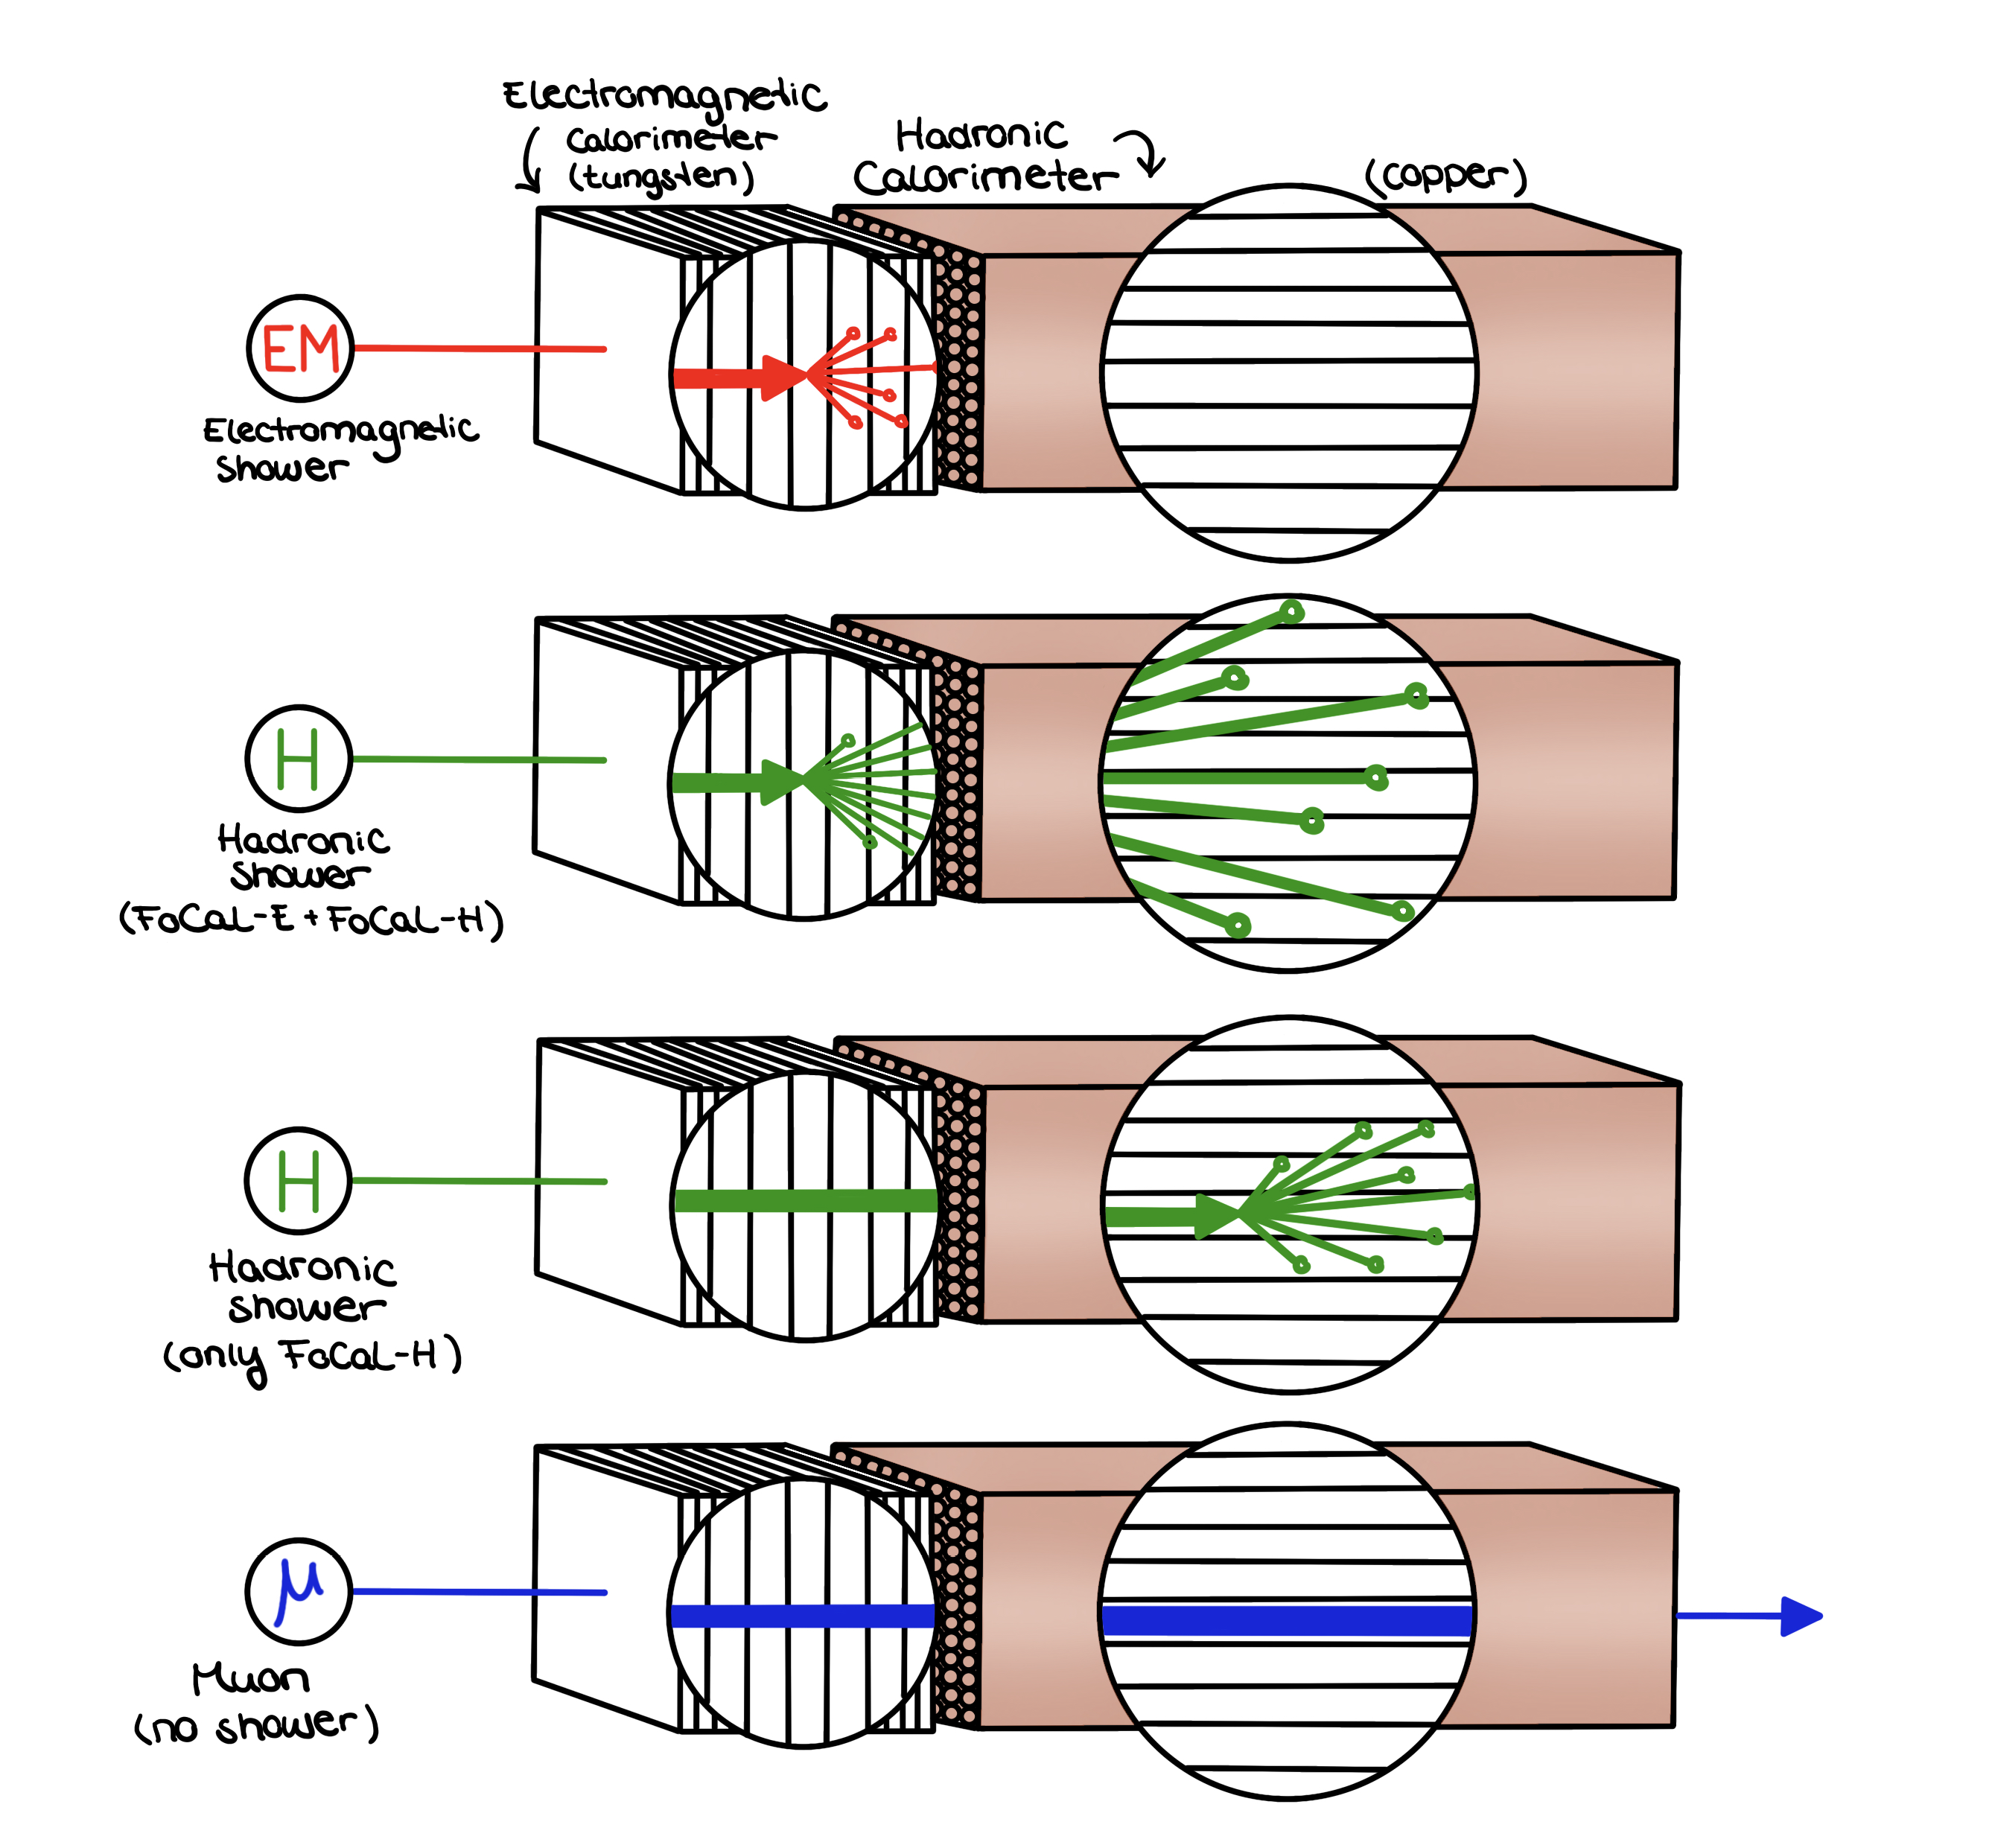 Electromagnetic
Calorimeter
(tungsten)
Hadronic
Calorimeter
(copper)
EM
Electromagnetic
shower
H
Hadronic
shower
(FoCaL-E + FoCaL-H)
H
Hadronic
shower
(only FoCaL-H)
μ
Muon
(no shower)